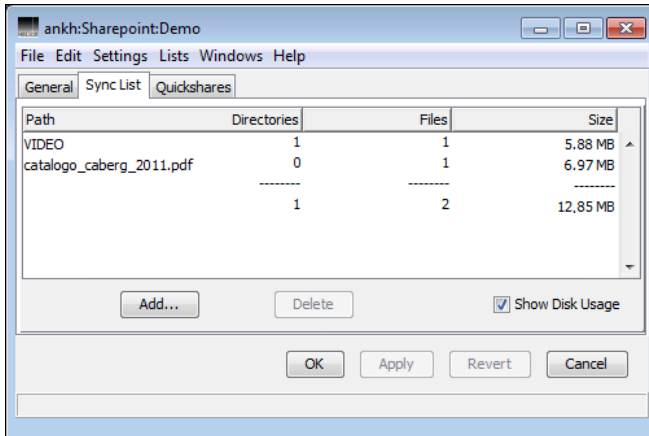 ankh:Sharepoint:Demo
File Edit Settings Lists Windows Help
General Sync List Quickshares
Path Directories Files Size
VIDEO 1 1 5.88 MB
catalogo_caberg_2011.pdf 0 1 6.97 MB
-------- -------- --------
1 2 12,85 MB
Add... Delete Show Disk Usage
OK Apply Revert Cancel